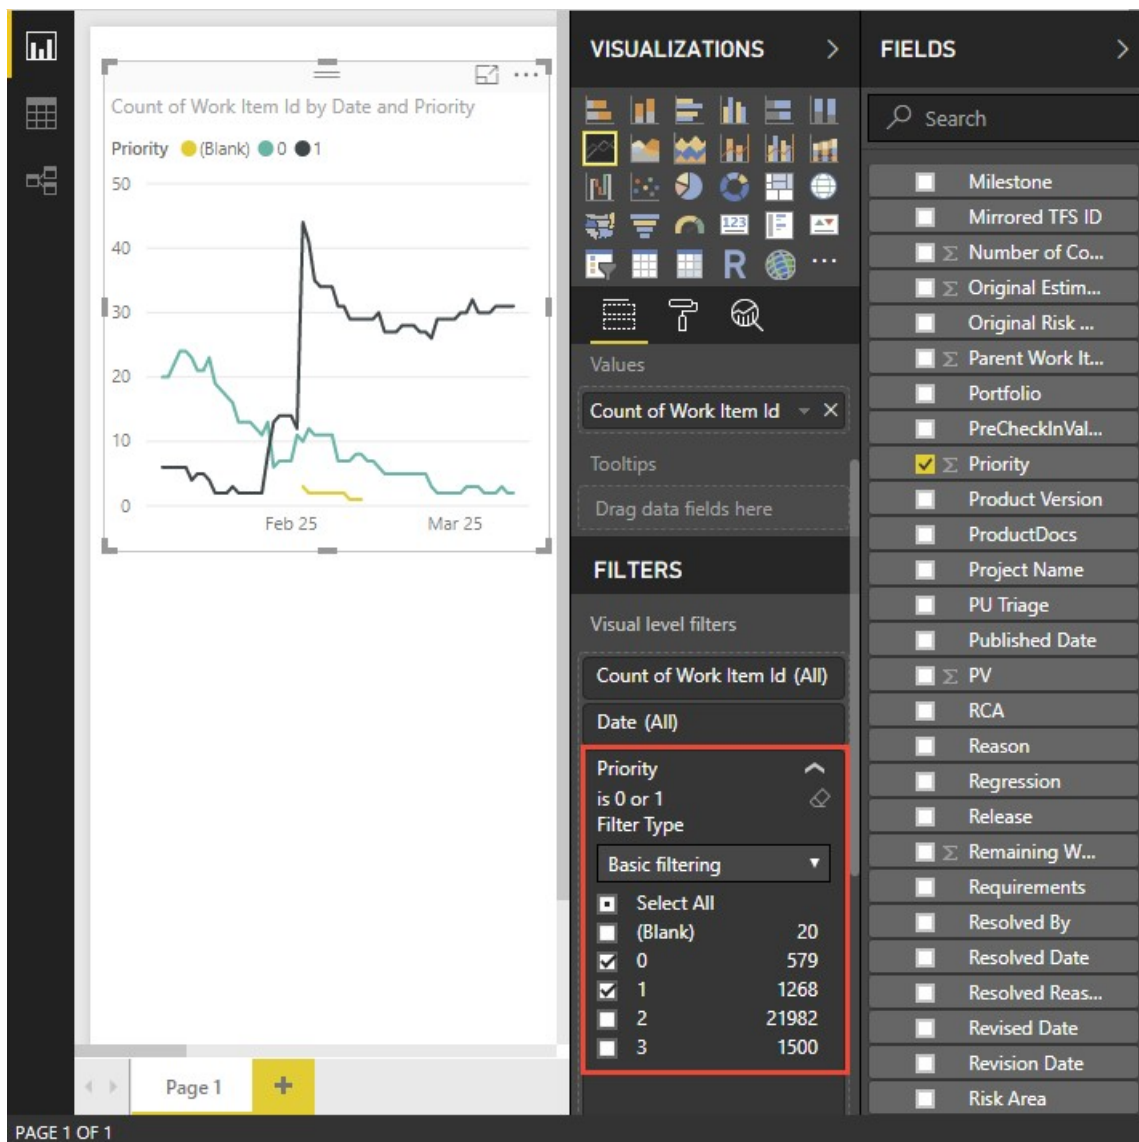 Count of Work Item Id by Date and Priority
Priority (Blank) 0 1
50
40
30
20
10
0
Feb 25 Mar 25
Page 1
+
PAGE 1 OF 1
VISUALIZATIONS >
123
R
...
Values
Count of Work Item Id
Tooltips
Drag data fields here
FILTERS
Visual level filters
Count of Work Item Id (All)
Date (All)
Priority
is 0 or 1
Filter Type
Basic filtering
Select All
(Blank) 20
0 579
1 1268
2 21982
3 1500
FIELDS >
Search
Milestone
Mirrored TFS ID
Σ Number of Co...
Σ Original Estim...
Original Risk ...
Σ Parent Work It...
Portfolio
PreCheckInVal...
Σ Priority
Product Version
ProductDocs
Project Name
PU Triage
Published Date
Σ PV
RCA
Reason
Regression
Release
Σ Remaining W...
Requirements
Resolved By
Resolved Date
Resolved Reas...
Revised Date
Revision Date
Risk Area